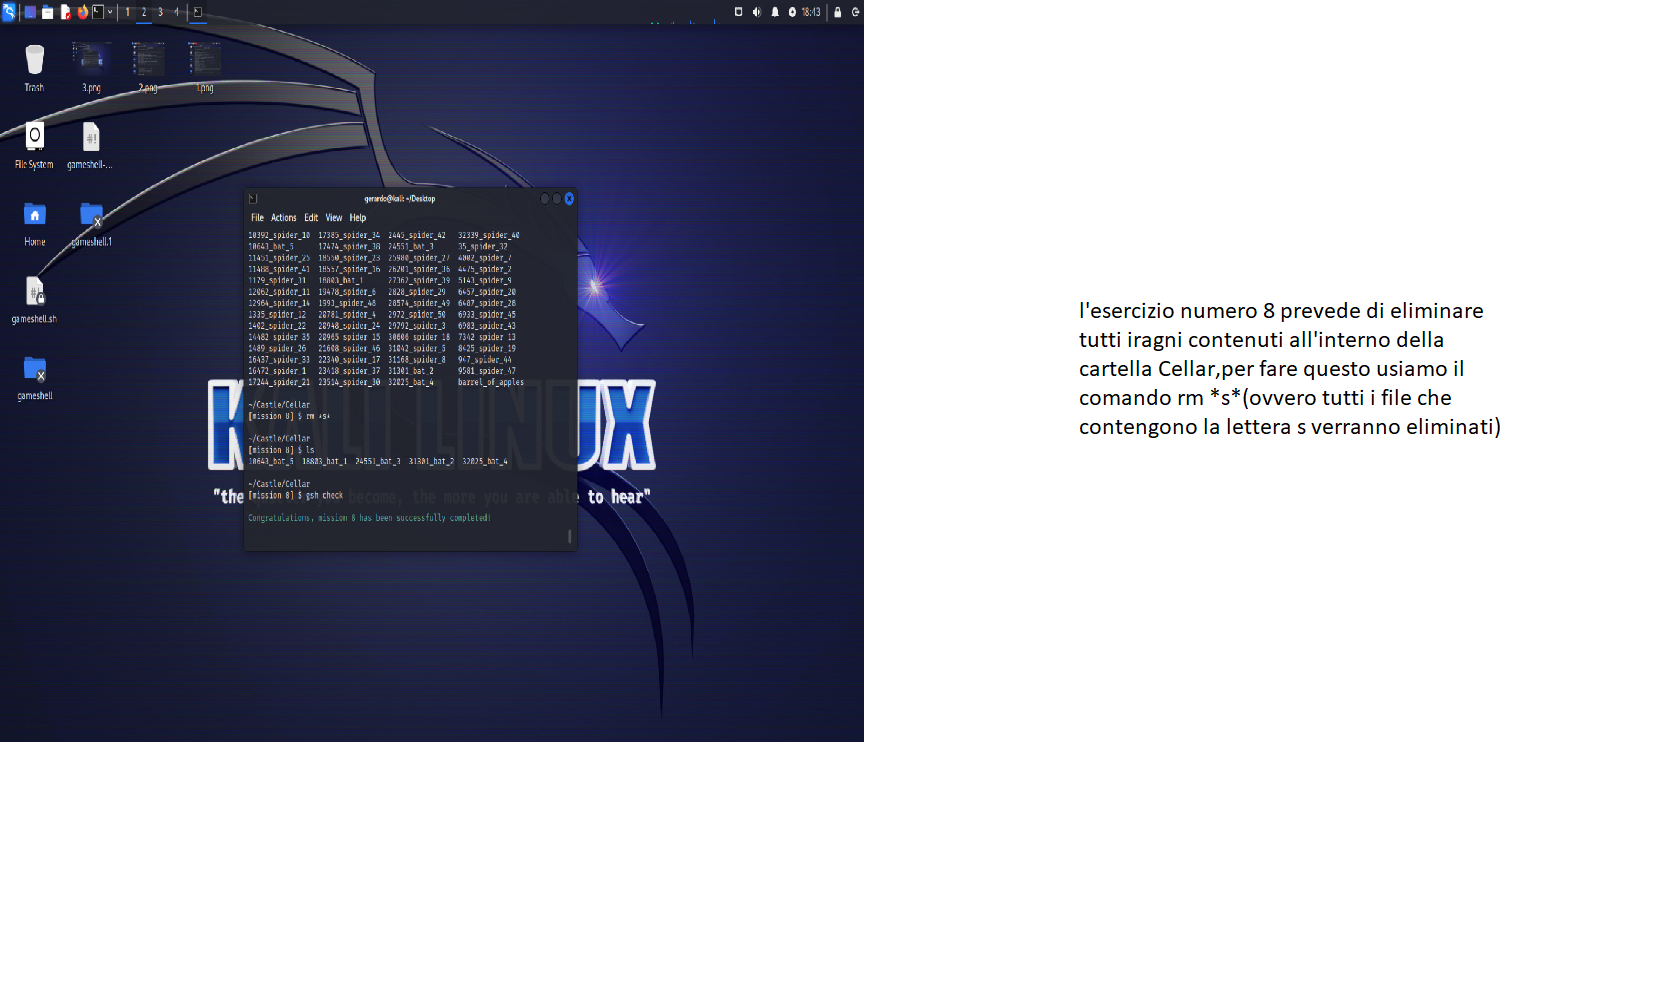 1 2 3 4 18:43
Trash 3.png 2.png 1.png
File System gameshell-...
Home gameshell.1
gameshell.sh
gameshell
gerardo@kali: ~/Desktop
File Actions Edit View Help
10392_spider_10 17385_spider_34 2445_spider_42 32339_spider_40
10643_bat_5 17474_spider_38 24551_bat_3 35_spider_32
11451_spider_25 18550_spider_23 25980_spider_27 4002_spider_7
11488_spider_41 18557_spider_16 26201_spider_36 4475_spider_2
1179_spider_31 18803_bat_1 27362_spider_39 5143_spider_9
12062_spider_11 19478_spider_6 2828_spider_29 6457_spider_20
12964_spider_14 1993_spider_48 28574_spider_49 6487_spider_28
1335_spider_12 20781_spider_4 2972_spider_50 6933_spider_45
1402_spider_22 20948_spider_24 29792_spider_3 6983_spider_43
14482_spider_35 20965_spider_15 30606_spider_18 7342_spider_13
1489_spider_26 21608_spider_46 31042_spider_5 8425_spider_19
16437_spider_33 22340_spider_17 31168_spider_8 947_spider_44
16472_spider_1 23418_spider_37 31301_bat_2 9581_spider_47
17244_spider_21 23514_spider_30 32025_bat_4 barrel_of_apples
~/Castle/Cellar
[mission 8] $ rm *s*
~/Castle/Cellar
[mission 8] $ ls
10643_bat_5 18803_bat_1 24551_bat_3 31301_bat_2 32025_bat_4
~/Castle/Cellar
[mission 8] $ gsh check
Congratulations, mission 8 has been successfully completed!
KALI LINUX
"the become, the more you are able to hear"
l'esercizio numero 8 prevede di eliminare
tutti iragni contenuti all'interno della
cartella Cellar,per fare questo usiamo il
comando rm *s*(ovvero tutti i file che
contengono la lettera s verranno eliminati)